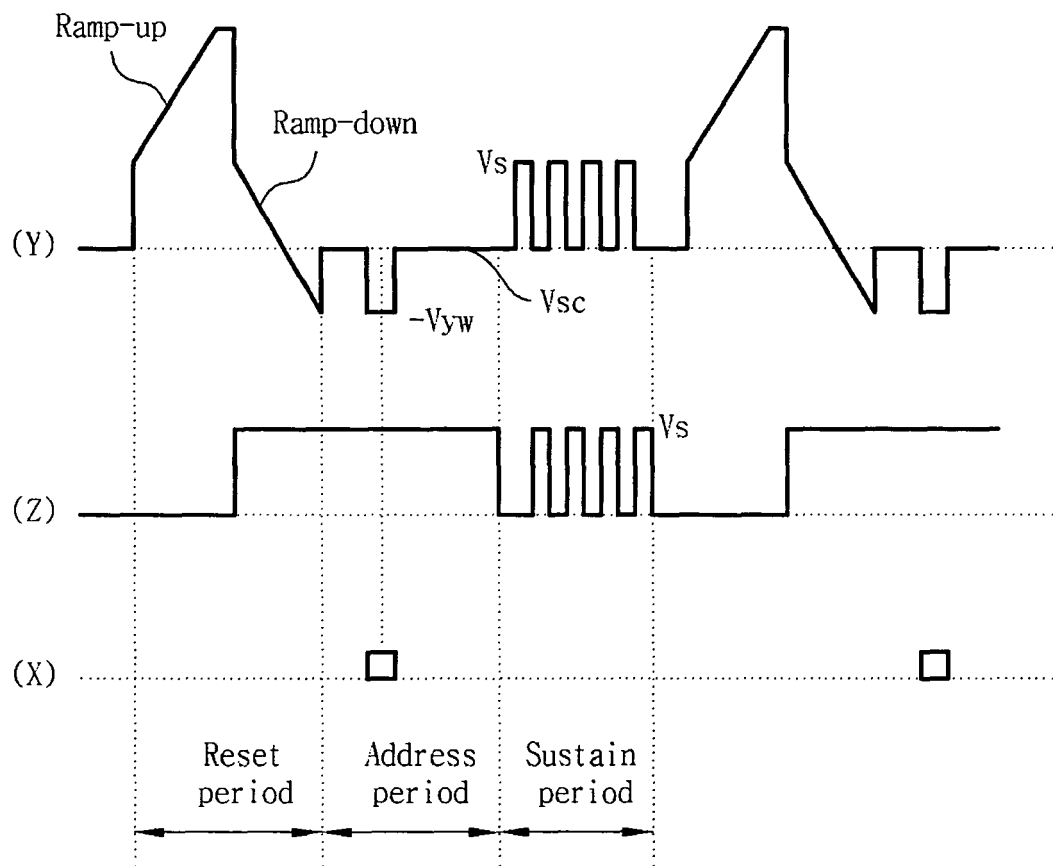 Ramp-up
Ramp-down
Vs
(Y)
Vsc
-Vyw
Vs
(Z)
(X)
Reset
period
Address
period
Sustain
period